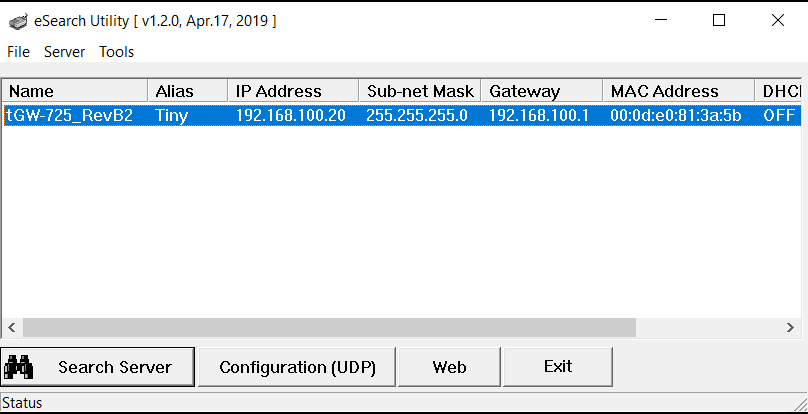 eSearch Utility [ v1.2.0, Apr.17, 2019 ]
File Server Tools
Name Alias IP Address Sub-net Mask Gateway MAC Address DHC
tGW-725_RevB2 Tiny 192.168.100.20 255.255.255.0 192.168.100.1 00:0d:e0:81:3a:5b OFF
Search Server Configuration (UDP) Web Exit
Status